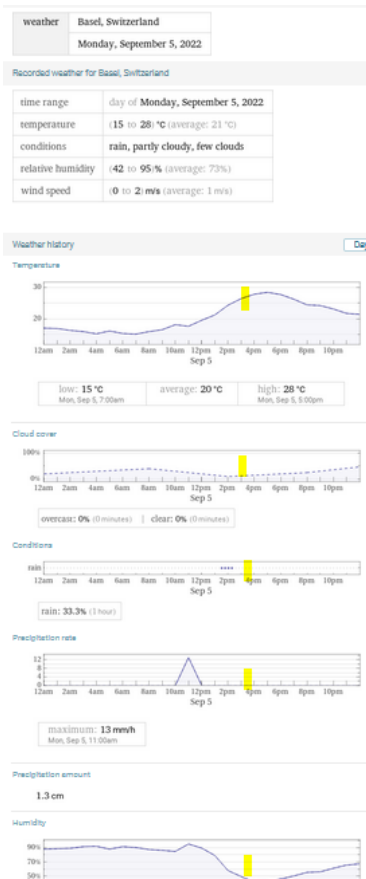 weather Basel, Switzerland
Monday, September 5, 2022
Recorded weather for Basel, Switzerland
time range day of Monday, September 5, 2022
temperature (15 to 28) °C (average: 21 °C)
conditions rain, partly cloudy, few clouds
relative humidity (42 to 95)% (average: 73%)
wind speed (0 to 2) m/s (average: 1 m/s)
Weather history Day
Temperature
30
20
12am 2am 4am 6am 8am 10am 12pm 2pm 4pm 6pm 8pm 10pm
Sep 5
low: 15 °C average: 20 °C high: 28 °C
Mon, Sep 5, 7:00am Mon, Sep 5, 5:00pm
Cloud cover
100%
0%
12am 2am 4am 6am 8am 10am 12pm 2pm 4pm 6pm 8pm 10pm
Sep 5
overcast: 0% (0 minutes) | clear: 0% (0 minutes)
Conditions
rain
12am 2am 4am 6am 8am 10am 12pm 2pm 4pm 6pm 8pm 10pm
Sep 5
rain: 33.3% (1 hour)
Precipitation rate
12
8
4
0
12am 2am 4am 6am 8am 10am 12pm 2pm 4pm 6pm 8pm 10pm
Sep 5
maximum: 13 mm/h
Mon, Sep 5, 11:00am
Precipitation amount
1.3 cm
Humidity
90%
70%
50%